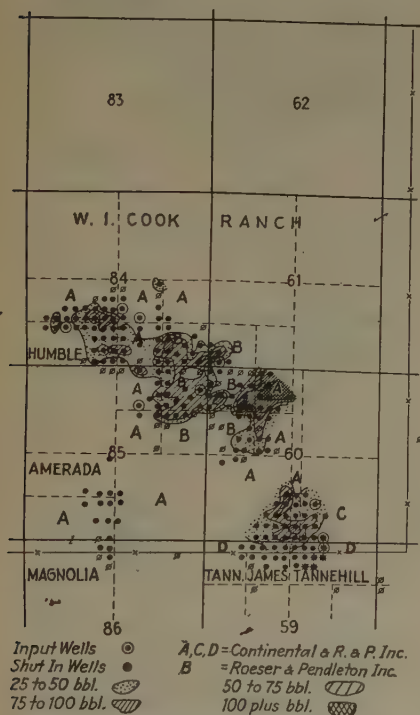 83 62
W. I. COOK RANCH
84 61
A A A
HUMBLE A B B
A B B A
A B B A
AMERADA 85 60
A A A A
C
D D
MAGNOLIA TANN. JAMES TANNEHILL
86 59
Input Wells A,C,D = Continental & R. & P. Inc.
Shut In Wells B = Roeser & Pendleton Inc.
25 to 50 bbl. 50 to 75 bbl.
75 to 100 bbl. 100 plus bbl.